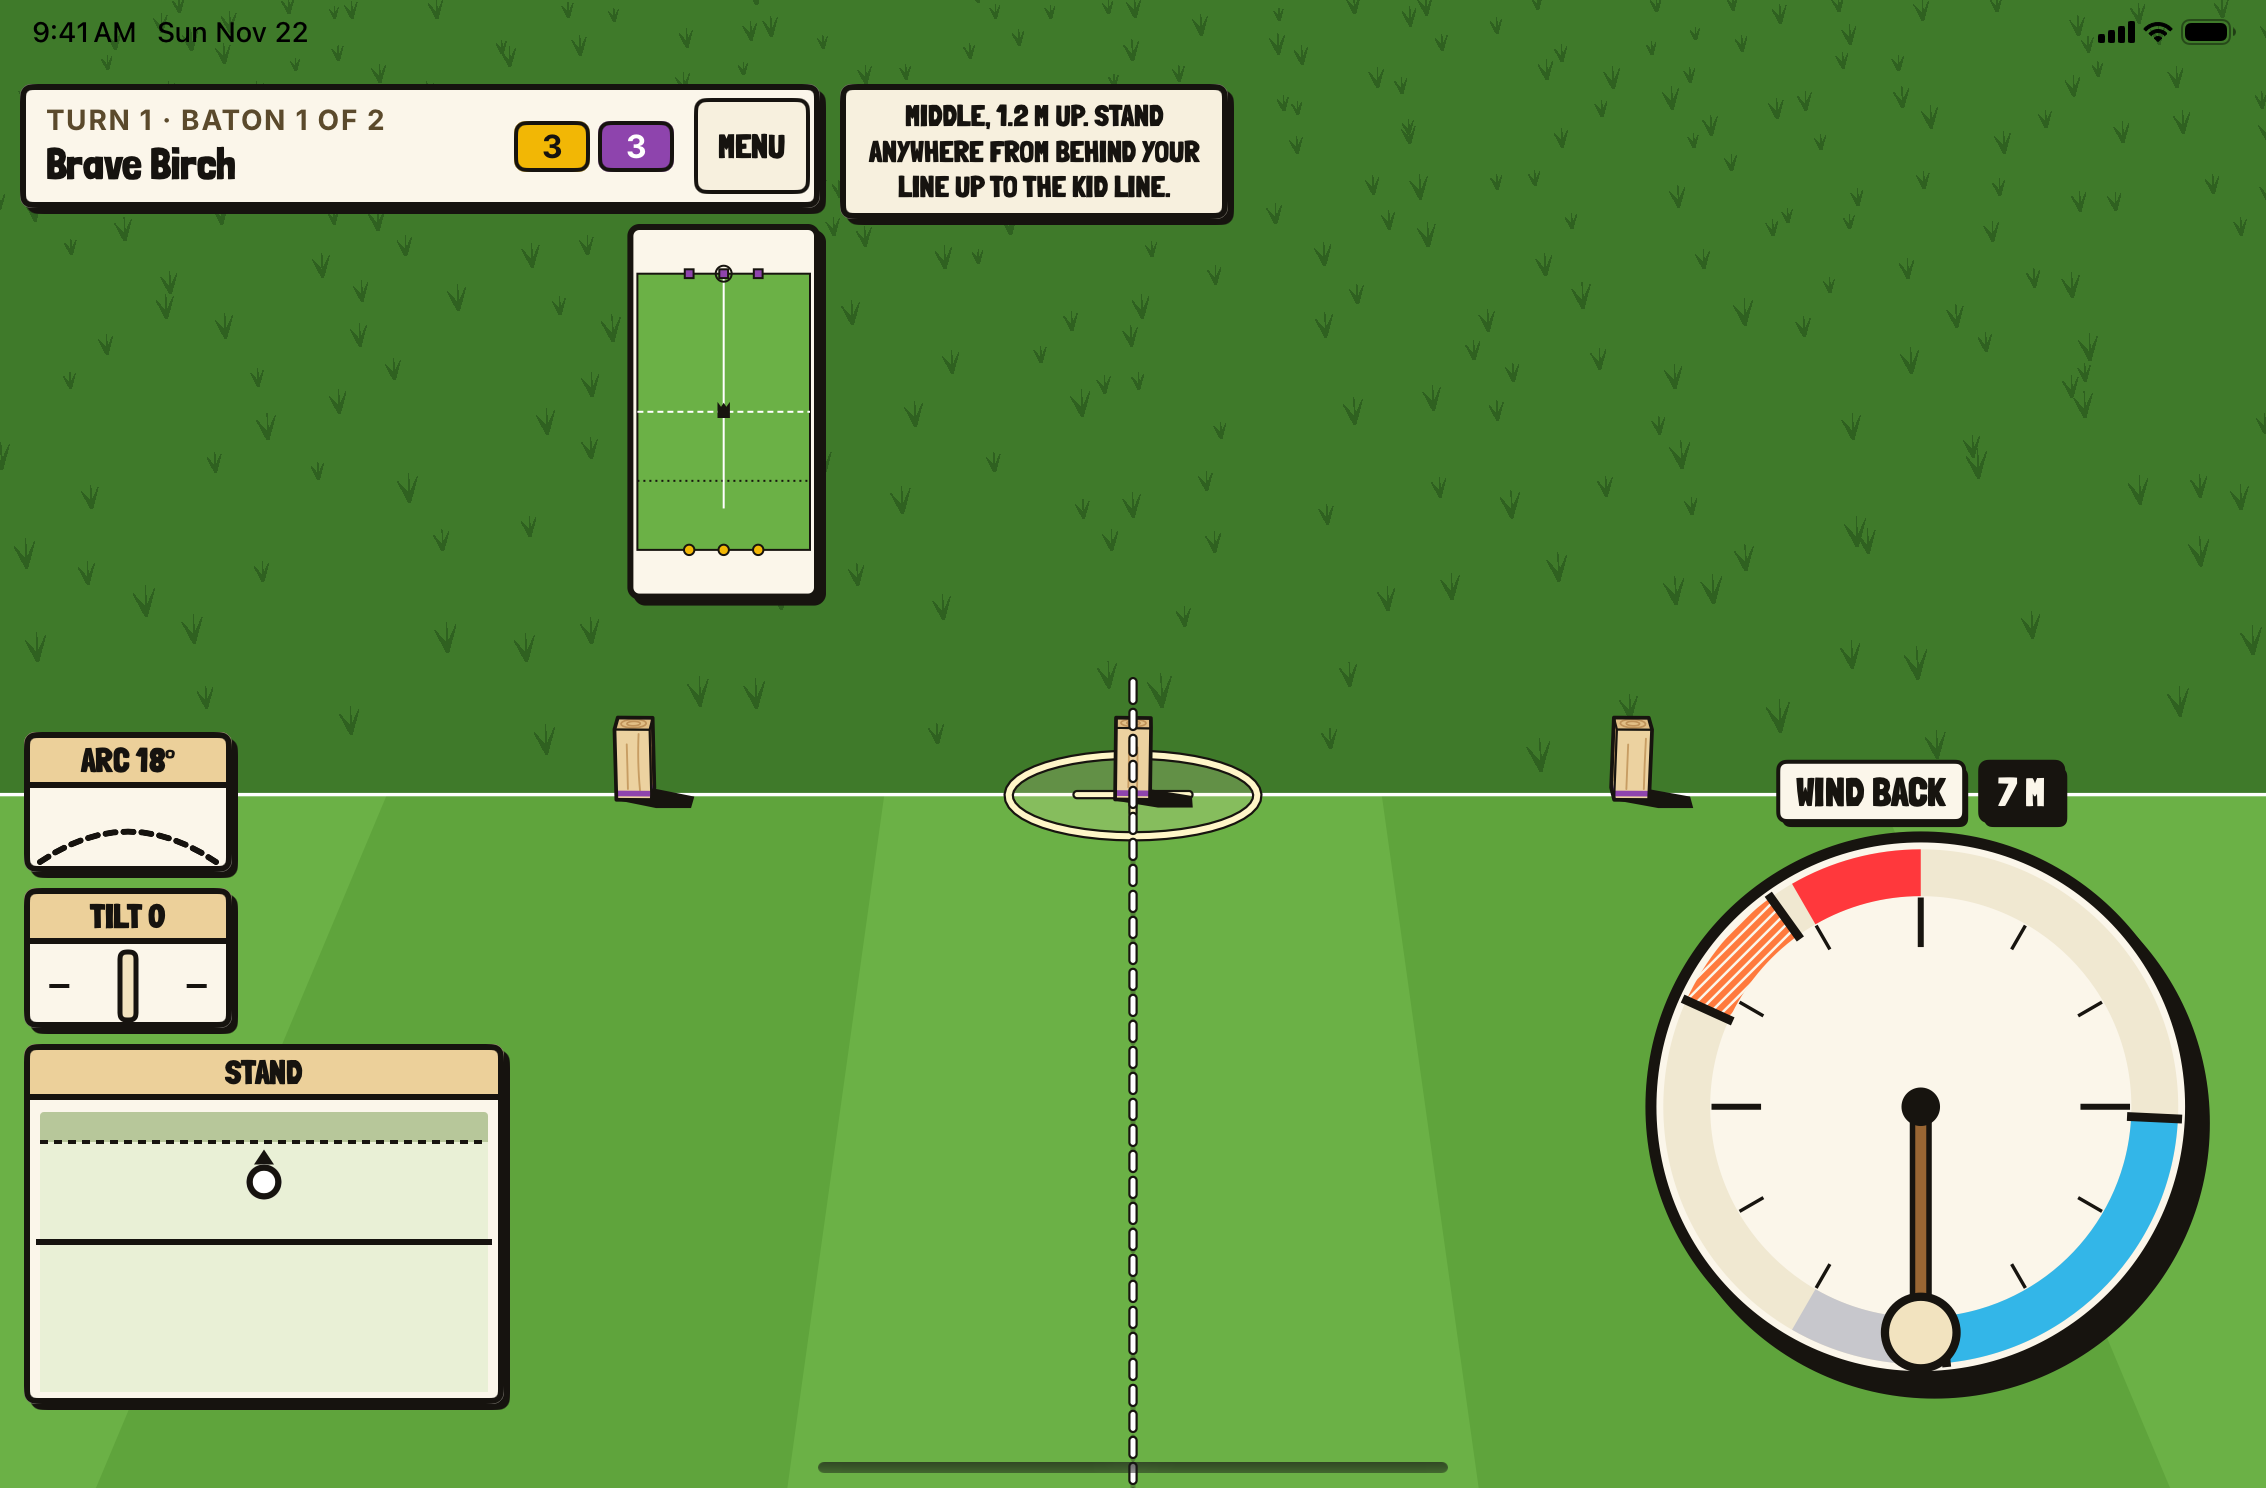 9:41 AM Sun Nov 22
TURN 1 · BATON 1 OF 2
Brave Birch
3
3
MENU
MIDDLE, 1.2 M UP. STAND
ANYWHERE FROM BEHIND YOUR
LINE UP TO THE KID LINE.
ARC 18°
TILT 0
STAND
WIND BACK
7 M